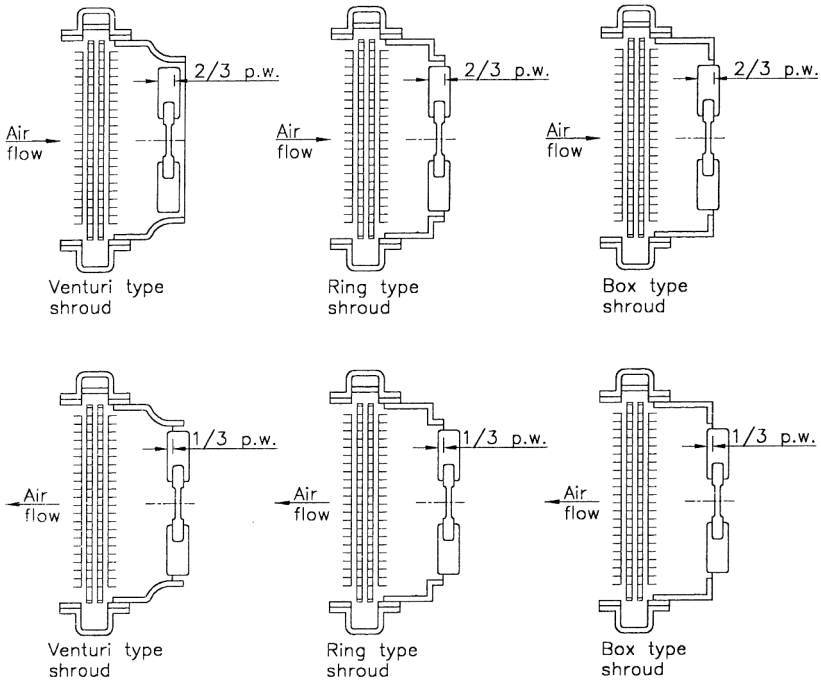 2/3 p.w.
2/3 p.w.
2/3 p.w.
Air
flow
Air
flow
Air
flow
Venturi type
shroud
Ring type
shroud
Box type
shroud
1/3 p.w.
1/3 p.w.
1/3 p.w.
Air
flow
Air
flow
Air
flow
Venturi type
shroud
Ring type
shroud
Box type
shroud